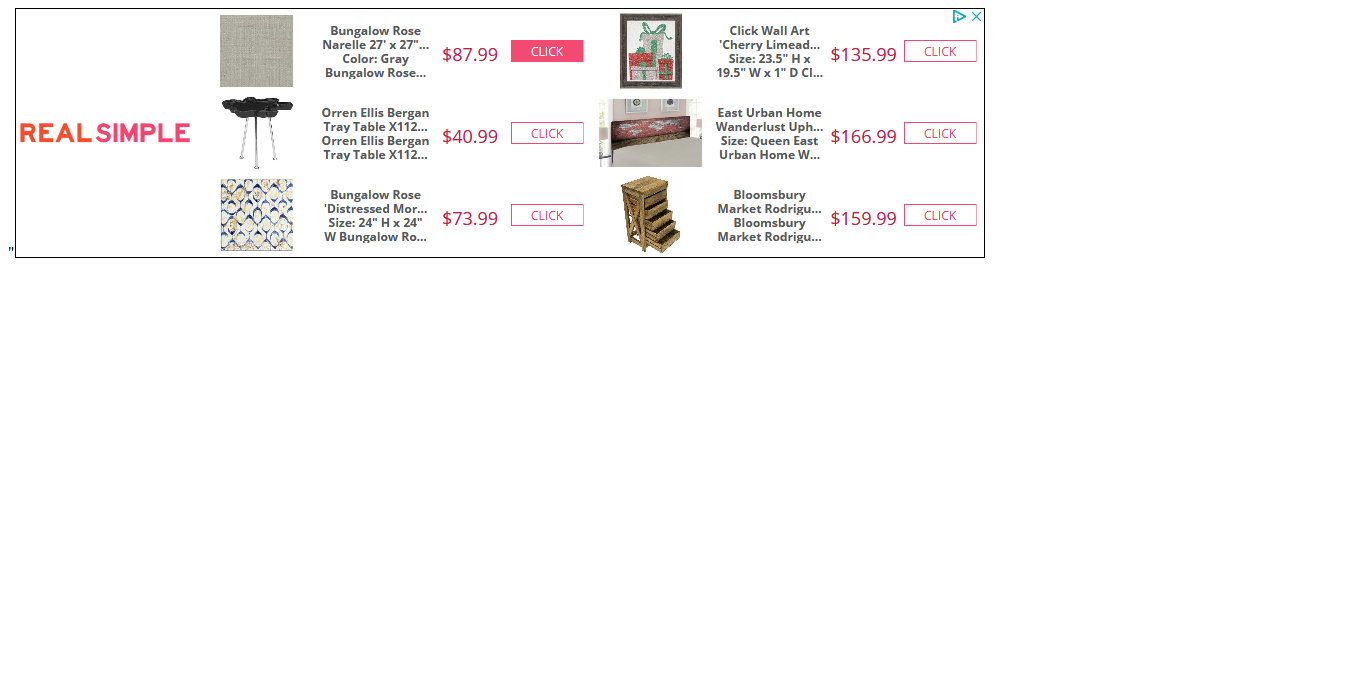 "
REAL SIMPLE
Bungalow Rose
Narelle 27' x 27"...
Color: Gray
Bungalow Rose...
$87.99
CLICK
Click Wall Art
'Cherry Limead...
Size: 23.5" H x
19.5" W x 1" D Cl...
$135.99
CLICK
Orren Ellis Bergan
Tray Table X112...
Orren Ellis Bergan
Tray Table X112...
$40.99
CLICK
East Urban Home
Wanderlust Uph...
Size: Queen East
Urban Home W...
$166.99
CLICK
Bungalow Rose
'Distressed Mor...
Size: 24" H x 24"
W Bungalow Ro...
$73.99
CLICK
Bloomsbury
Market Rodrigu...
Bloomsbury
Market Rodrigu...
$159.99
CLICK